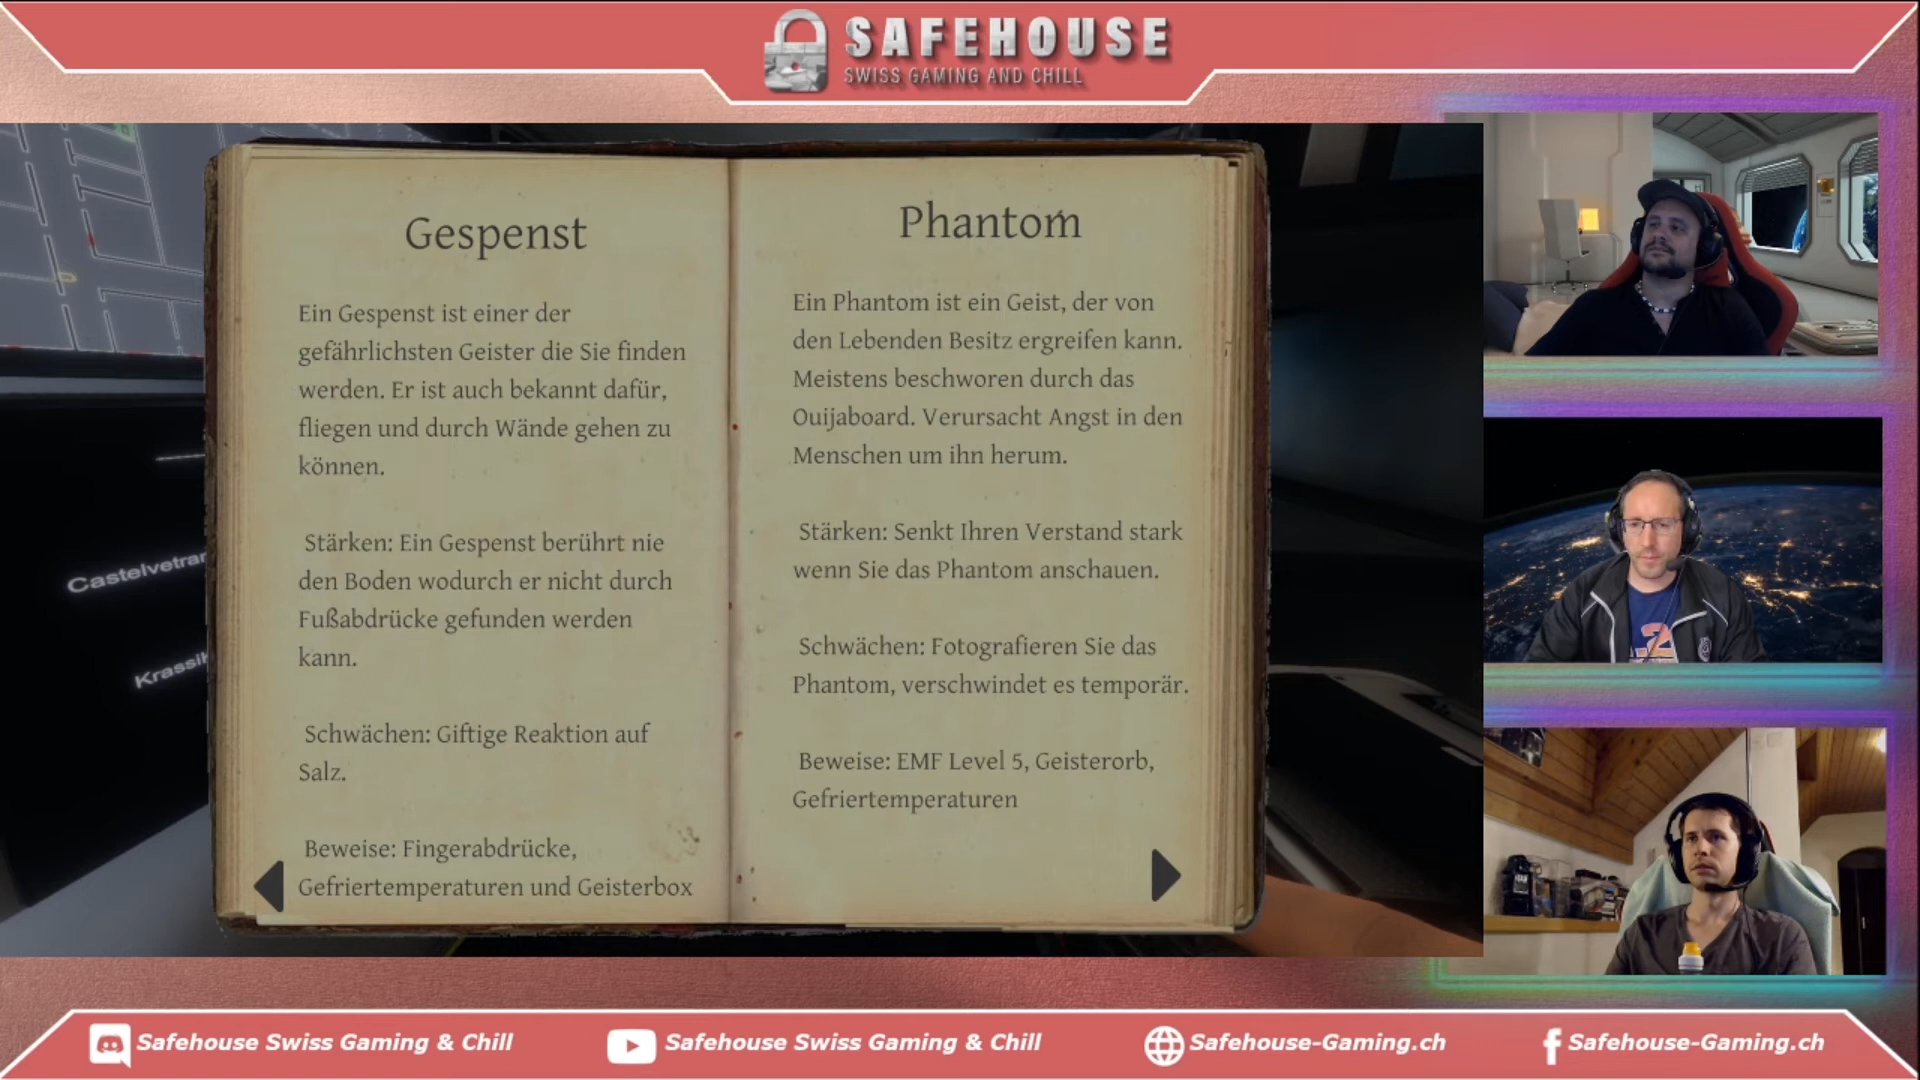 SAFEHOUSE
SWISS GAMING AND CHILL
Gespenst
Ein Gespenst ist einer der
gefährlichsten Geister die Sie finden
werden. Er ist auch bekannt dafür,
fliegen und durch Wände gehen zu
können.
Stärken: Ein Gespenst berührt nie
den Boden wodurch er nicht durch
Fußabdrücke gefunden werden
kann.
Schwächen: Giftige Reaktion auf
Salz.
Beweise: Fingerabdrücke,
Gefriertemperaturen und Geisterbox
Phantom
Ein Phantom ist ein Geist, der von
den Lebenden Besitz ergreifen kann.
Meistens beschworen durch das
Ouijaboard. Verursacht Angst in den
Menschen um ihn herum.
Stärken: Senkt Ihren Verstand stark
wenn Sie das Phantom anschauen.
Schwächen: Fotografieren Sie das
Phantom, verschwindet es temporär.
Beweise: EMF Level 5, Geisterorb,
Gefriertemperaturen
Safehouse Swiss Gaming & Chill
Safehouse Swiss Gaming & Chill
Safehouse-Gaming.ch
Safehouse-Gaming.ch